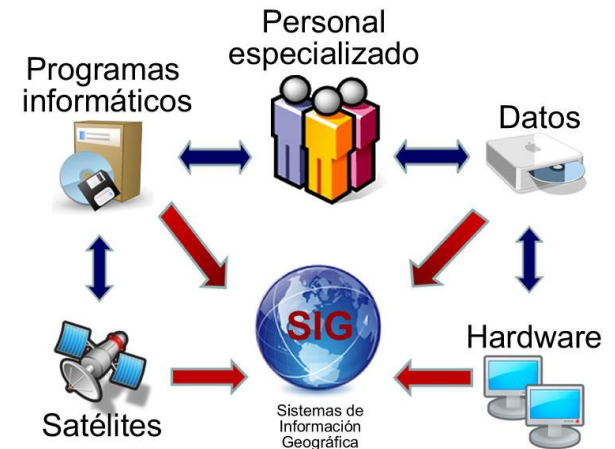 Personal
especializado
Programas
informáticos
Datos
SIG
Hardware
Satélites
Sistemas de
Información
Geográfica